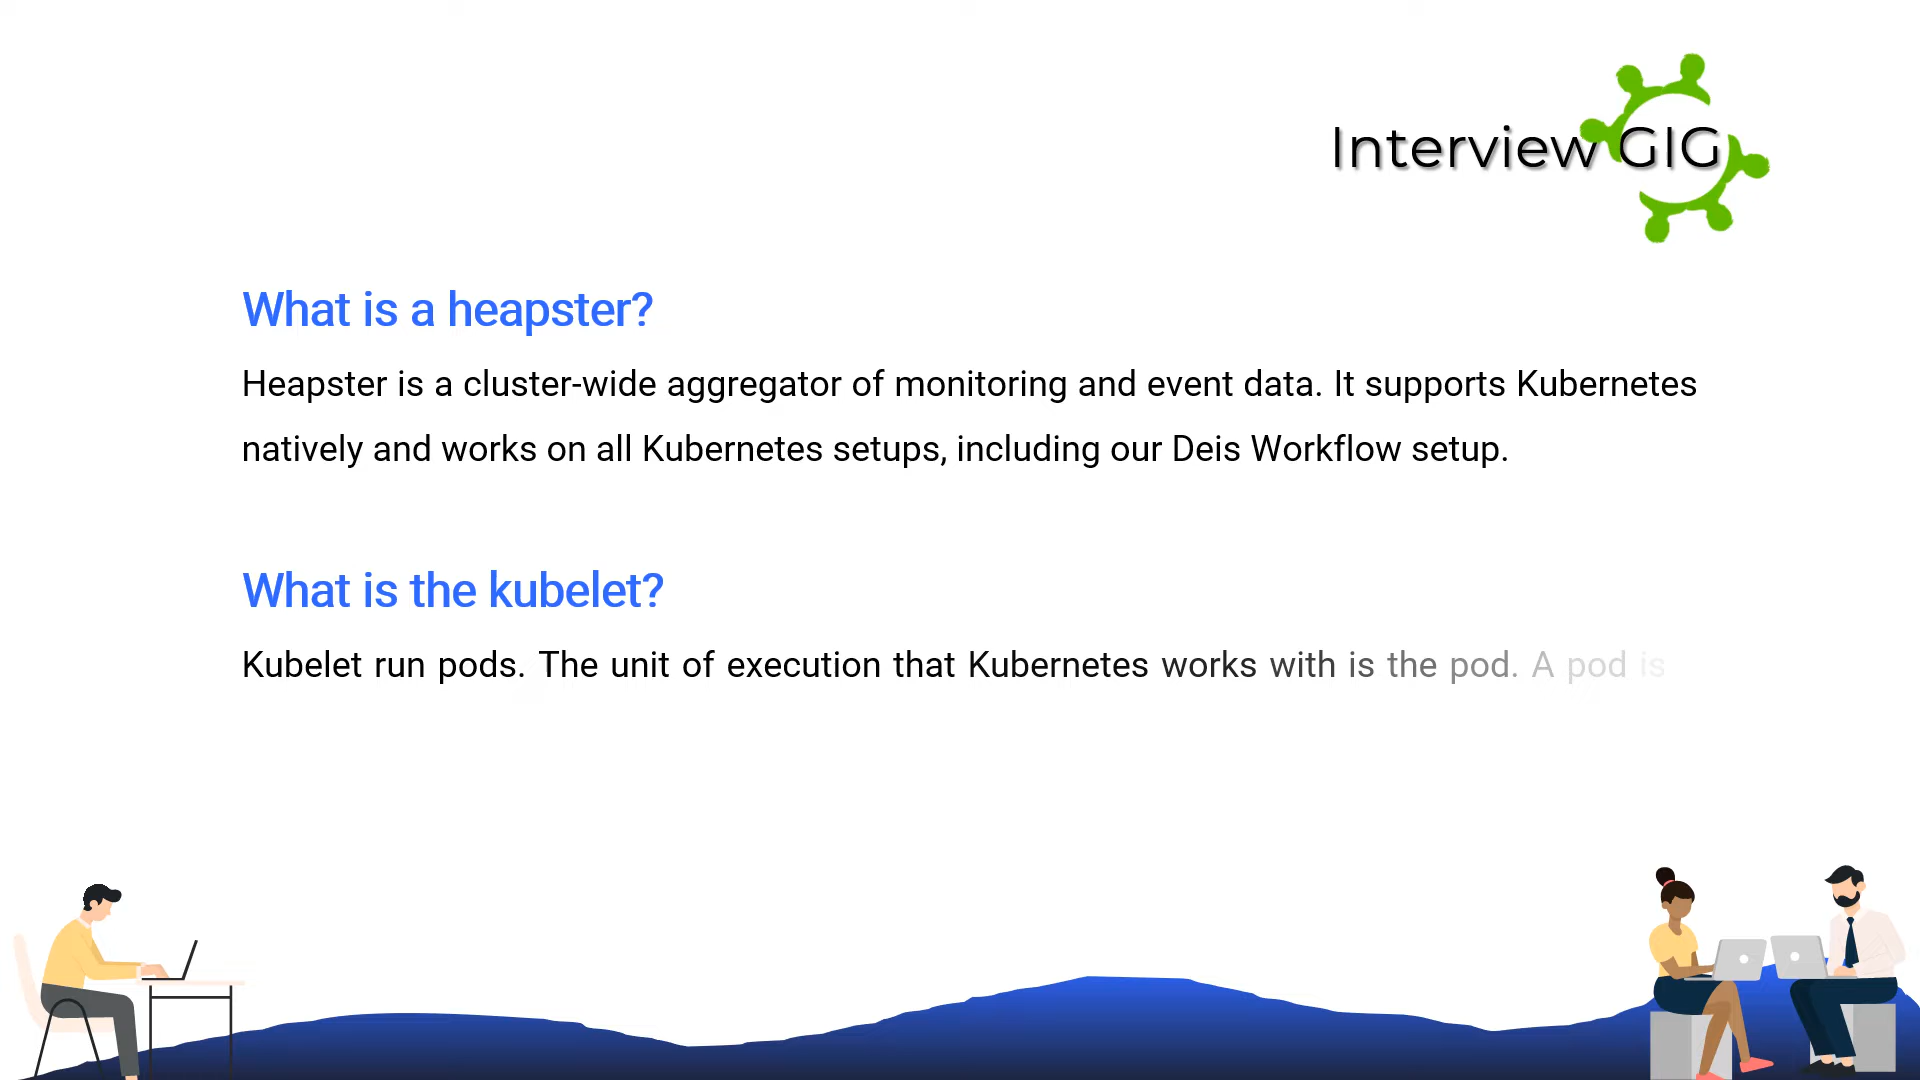 Interview GIG
What is a heapster?
Heapster is a cluster-wide aggregator of monitoring and event data. It supports Kubernetes
natively and works on all Kubernetes setups, including our Deis Workflow setup.
What is the kubelet?
Kubelet run pods. The unit of execution that Kubernetes works with is the pod. A pod is